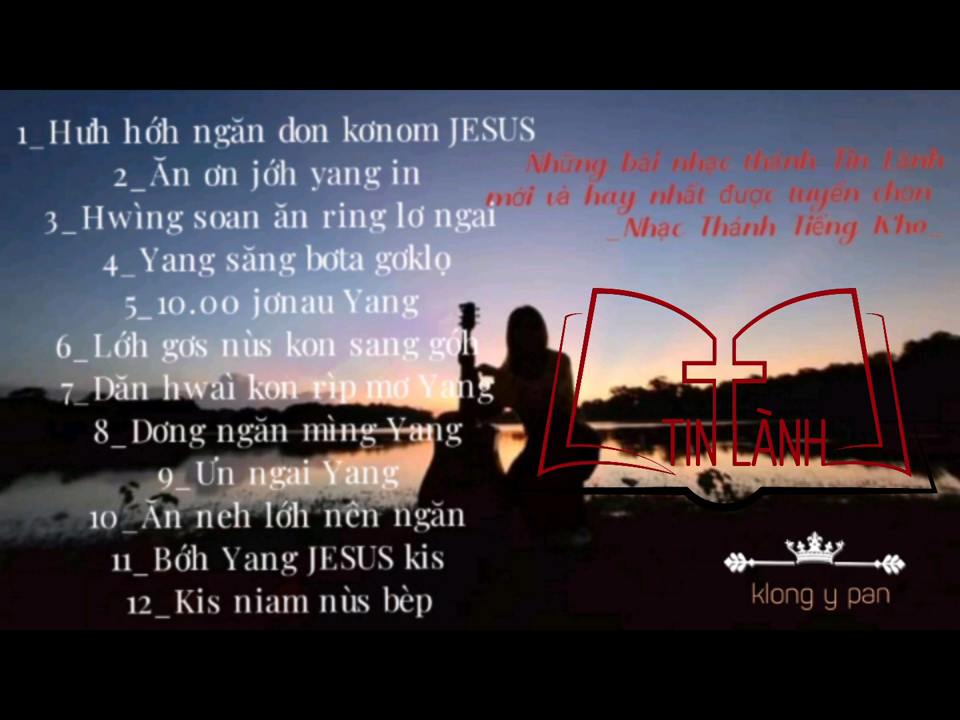 1_Hưh hớh ngăn don kơnom JESUS
2_Ăn ơn jớh yang in
3_Hwìng soan ăn ring lơ ngai
4_Yang săng bơta gơklọ
5_10.00 jơnau Yang
6_Lớh gơs nùs kon sang gớh
7_Dăn hwaì kon rìp mơ Yang
8_Dơng ngăn mìng Yang
9_Ưn ngai Yang
10_Ăn neh lớh nên ngăn
11_Bớh Yang JESUS kis
12_Kis niam nùs bèp
Những bài nhạc thánh Tin Lành
mới và hay nhất được tuyển chọn
_Nhạc Thánh Tiếng K'ho_
TIN LÀNH
klong y pan